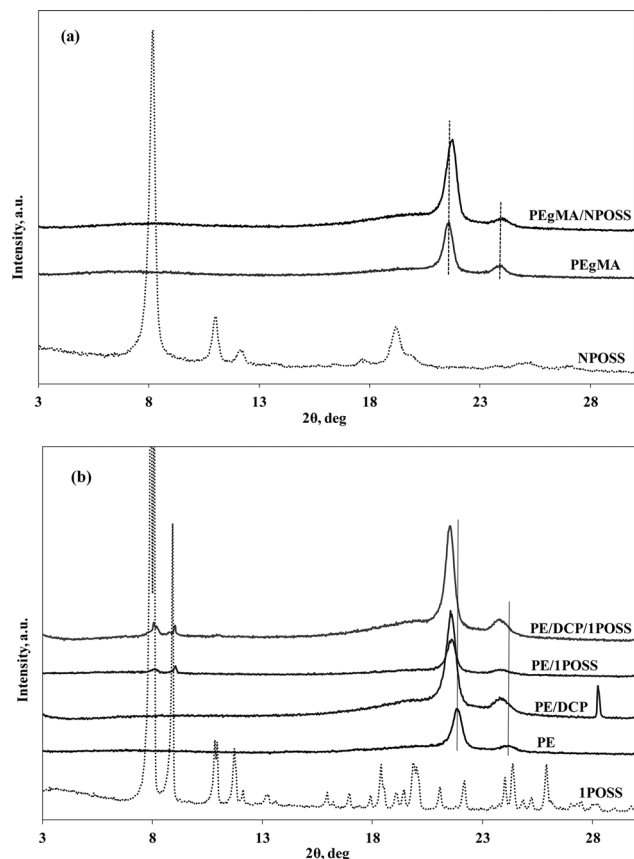 (a)
Intensity, a.u.
PEgMA/NPOSS
PEgMA
NPOSS
3 8 13 18 23 28
2θ, deg
(b)
Intensity, a.u.
PE/DCP/1POSS
PE/1POSS
PE/DCP
PE
1POSS
3 8 13 18 23 28
2θ, deg